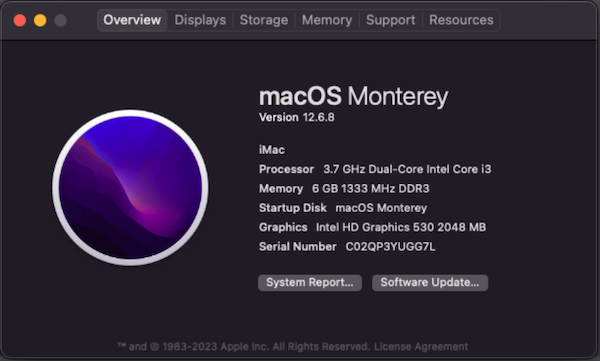 Overview Displays Storage Memory Support Resources
macOS Monterey
Version 12.6.8
iMac
Processor 3.7 GHz Dual-Core Intel Core i3
Memory 6 GB 1333 MHz DDR3
Startup Disk macOS Monterey
Graphics Intel HD Graphics 530 2048 MB
Serial Number C02QP3YUGG7L
System Report... Software Update...
™ and © 1983-2023 Apple Inc. All Rights Reserved. License Agreement